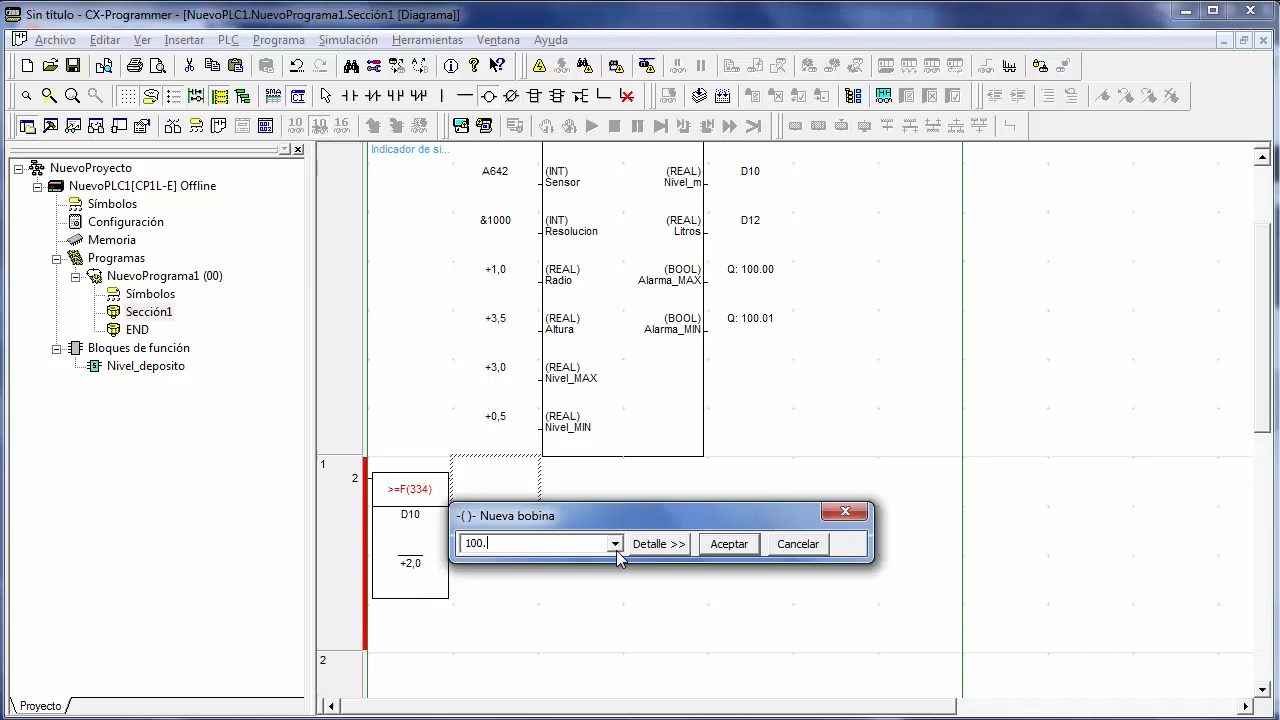 Sin título - CX-Programmer - [NuevoPLC1.NuevoPrograma1.Sección1 [Diagrama]]
Archivo Editar Ver Insertar PLC Programa Simulación Herramientas Ventana Ayuda
SMA
10 10 16
NuevoProyecto
NuevoPLC1[CP1L-E] Offline
Símbolos
Configuración
Memoria
Programas
NuevoPrograma1 (00)
Símbolos
Sección1
END
Bloques de función
Nivel_deposito
Proyecto
Indicador de si...
A642 (INT) (REAL) D10
Sensor Nivel_m
&1000 (INT) (REAL) D12
Resolucion Litros
+1,0 (REAL) (BOOL) Q: 100.00
Radio Alarma_MAX
+3,5 (REAL) (BOOL) Q: 100.01
Altura Alarma_MIN
+3,0 (REAL)
Nivel_MAX
+0,5 (REAL)
Nivel_MIN
1
2
>=F(334)
D10
+2,0
-( )- Nueva bobina
100. Detalle >> Aceptar Cancelar
2